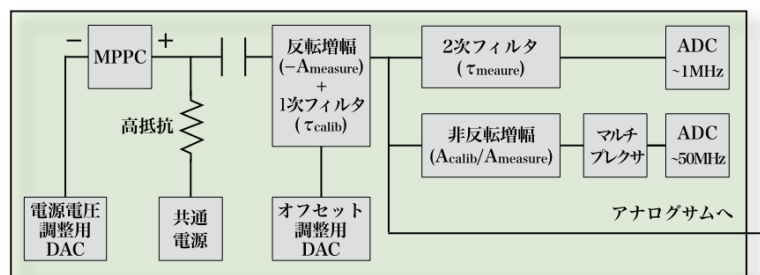 −
MPPC
+
高抵抗
電源電圧
調整用
DAC
共通
電源
反転増幅
(−Ameasure)
+
1次フィルタ
(τcalib)
オフセット
調整用
DAC
2次フィルタ
(τmeaure)
ADC
~1MHz
非反転増幅
(Acalib/Ameasure)
マルチ
プレクサ
ADC
~50MHz
アナログサムへ